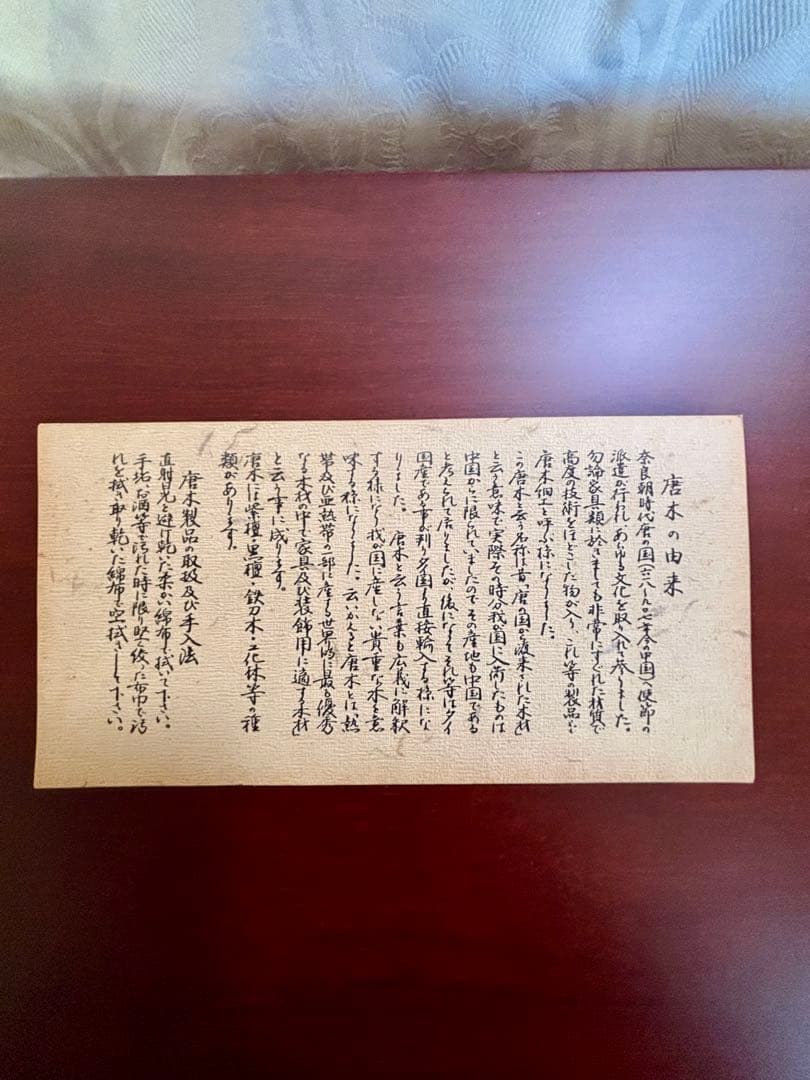 唐木の由来
奈良朝時代唐の国(六一八〜九〇七年今の中国)へ使節の
派遣が行われ、あらゆる文化を取り入れて参りました。
勿論家具類に於きましても非常にすぐれた材質で
高度の技術をほどこした物が入り、これ等の製品を
唐木細工と呼ぶ様になりました。
この唐木と云う名称は昔「唐」の国から渡来された木材
と云う意味で実際その時分我が国に入荷したものは
中国からに限られていましたのでその産地も中国である
と考えられて居りましたが、後になってそれ等はタイ
国産である事が判りタイ国より直接輸入する様にな
りました。 唐木と云う言葉も広義に解釈
する様になり我が国に産しない貴重な木を意
味する様になりました。云いかえると唐木とは、熱
帯及び亜熱帯の一部に産する世界的に最も優秀
なる木材の中で家具及び装飾用に適する木材
と云う事に成ります。
唐木には紫檀・黒檀・鉄刀木・花林等の種
類があります。
唐木製品の取扱及び手入法
直射日光を避け乾いた柔かい綿布で拭いて下さい。
手垢・お酒等で汚れた時に限り堅く絞った布巾で汚
れを拭き取り乾いた綿布で空拭きして下さい。